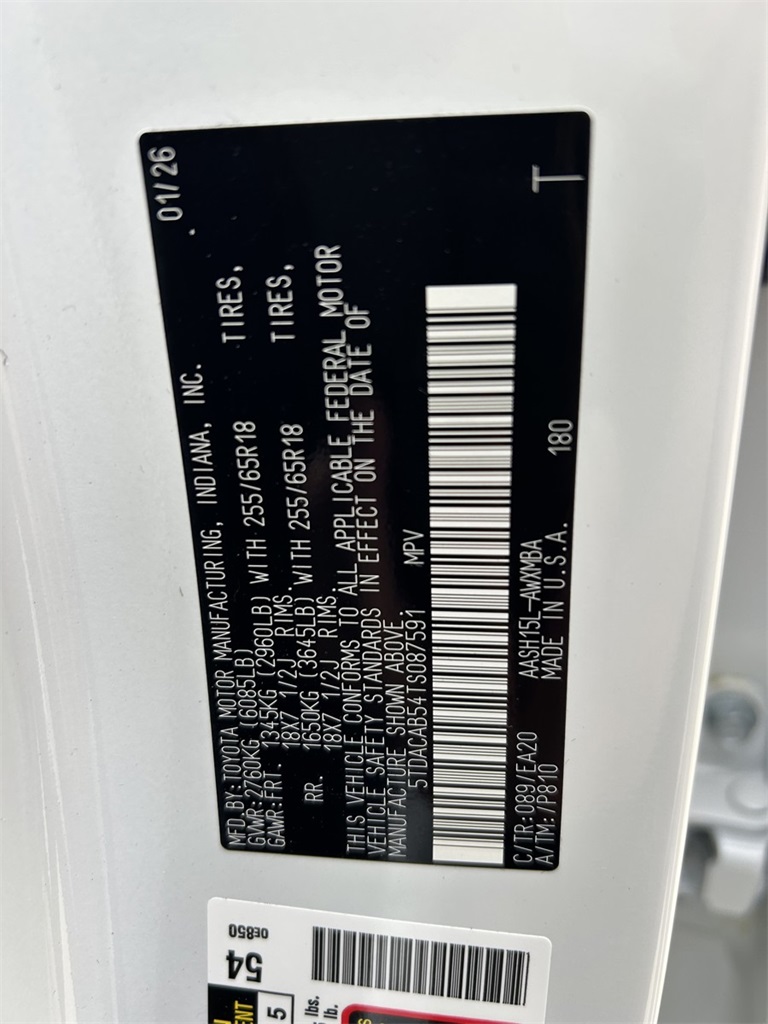 01/26
MFD.BY:TOYOTA MOTOR MANUFACTURING, INDIANA, INC.
GVWR:2760KG (6085LB)
GAWR:FRT. 1345KG (2960LB) WITH 255/65R18 TIRES,
18X7 1/2J RIMS.
RR. 1650KG (3645LB) WITH 255/65R18 TIRES,
18X7 1/2J RIMS.
THIS VEHICLE CONFORMS TO ALL APPLICABLE FEDERAL MOTOR
VEHICLE SAFETY STANDARDS IN EFFECT ON THE DATE OF
MANUFACTURE SHOWN ABOVE.
5TDACAB54TS087591 MPV
C/TR:089/EA20 AASH15L-AWXMBA 180
A/TM:/P810 MADE IN U.S.A.
T
54
0E850
5
lbs.
lb.